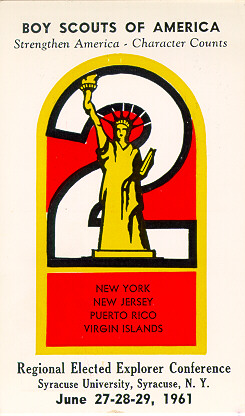 BOY SCOUTS OF AMERICA
Strengthen America - Character Counts
2
NEW YORK
NEW JERSEY
PUERTO RICO
VIRGIN ISLANDS
Regional Elected Explorer Conference
Syracuse University, Syracuse, N. Y.
June 27-28-29, 1961